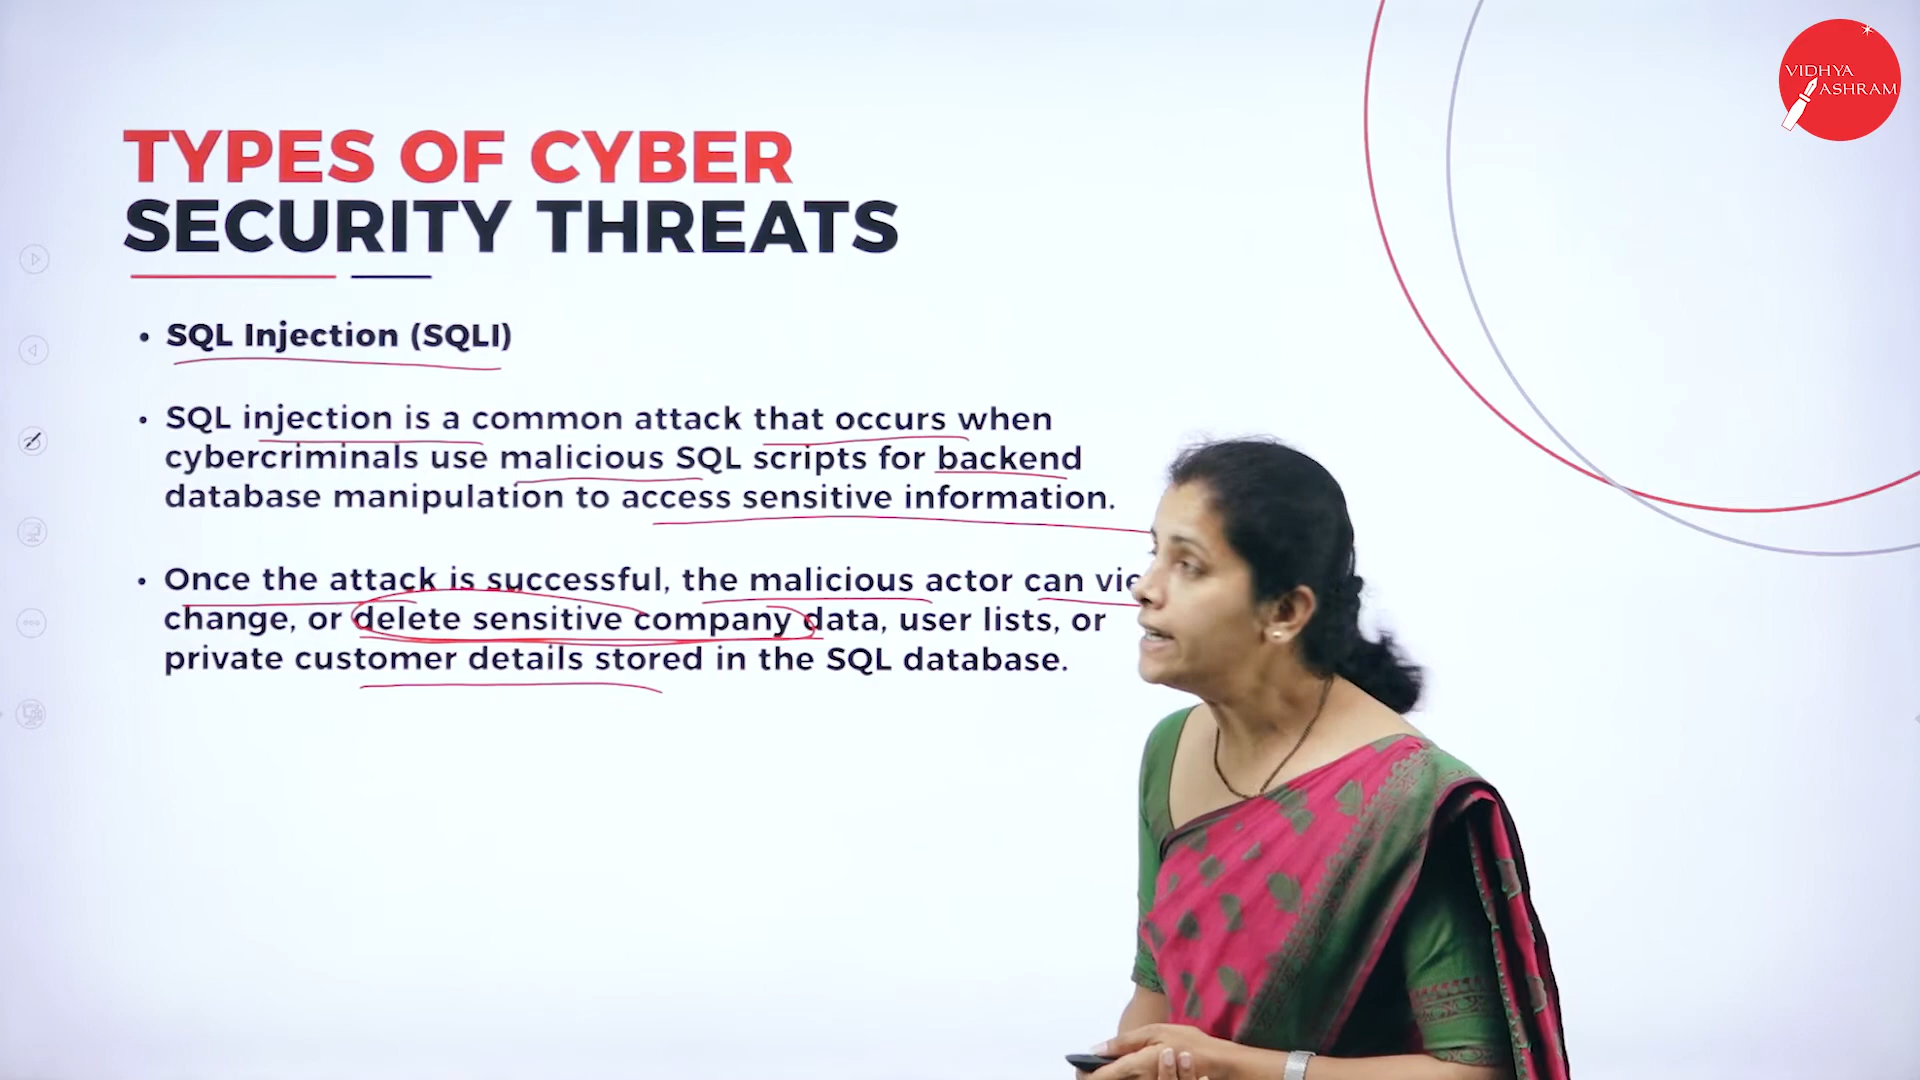 VIDHYA
ASHRAM
TYPES OF CYBER
SECURITY THREATS
• SQL Injection (SQLI)
• SQL injection is a common attack that occurs when
cybercriminals use malicious SQL scripts for backend
database manipulation to access sensitive information.
• Once the attack is successful, the malicious actor can
change, or delete sensitive company data, user lists, or
private customer details stored in the SQL database.